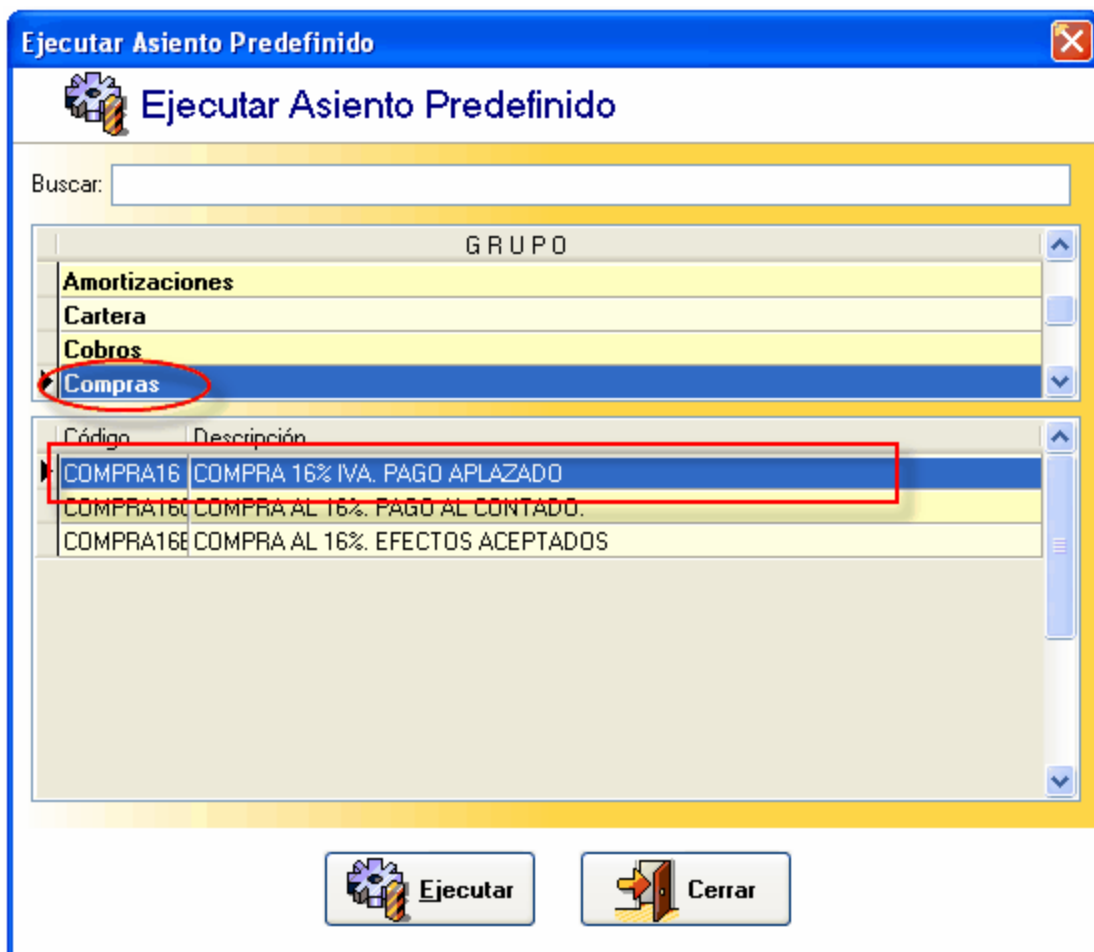 Ejecutar Asiento Predefinido
Ejecutar Asiento Predefinido
Buscar:
GRUPO
Amortizaciones
Cartera
Cobros
Compras
Código Descripción
COMPRA16 COMPRA 16% IVA. PAGO APLAZADO
COMPRA AL 16%. PAGO AL CONTADO.
COMPRA16E COMPRA AL 16%. EFECTOS ACEPTADOS
Ejecutar Cerrar